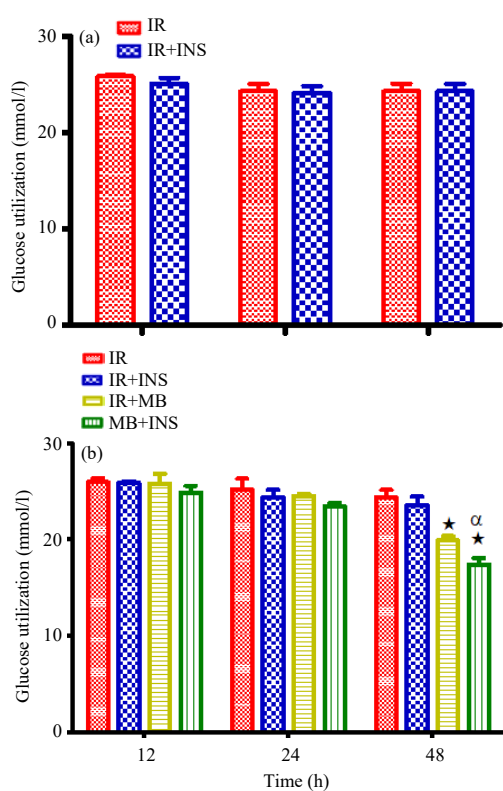 (a)
IR
IR+INS
30
20
10
0
Glucose utilization (mmol/l)
IR
IR+INS
IR+MB
MB+INS
(b)
30
20
10
0
Glucose utilization (mmol/l)
★
α
★
12 24 48
Time (h)